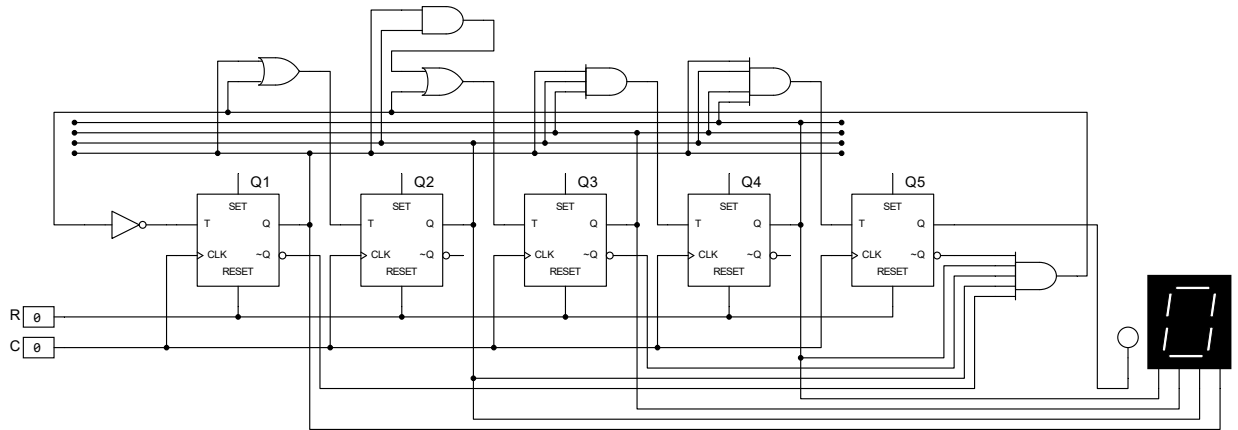 Q1 Q2 Q3 Q4 Q5
SET SET SET SET SET
T Q T Q T Q T Q T Q
CLK ~Q CLK ~Q CLK ~Q CLK ~Q CLK ~Q
RESET RESET RESET RESET RESET
R 0
C 0
0